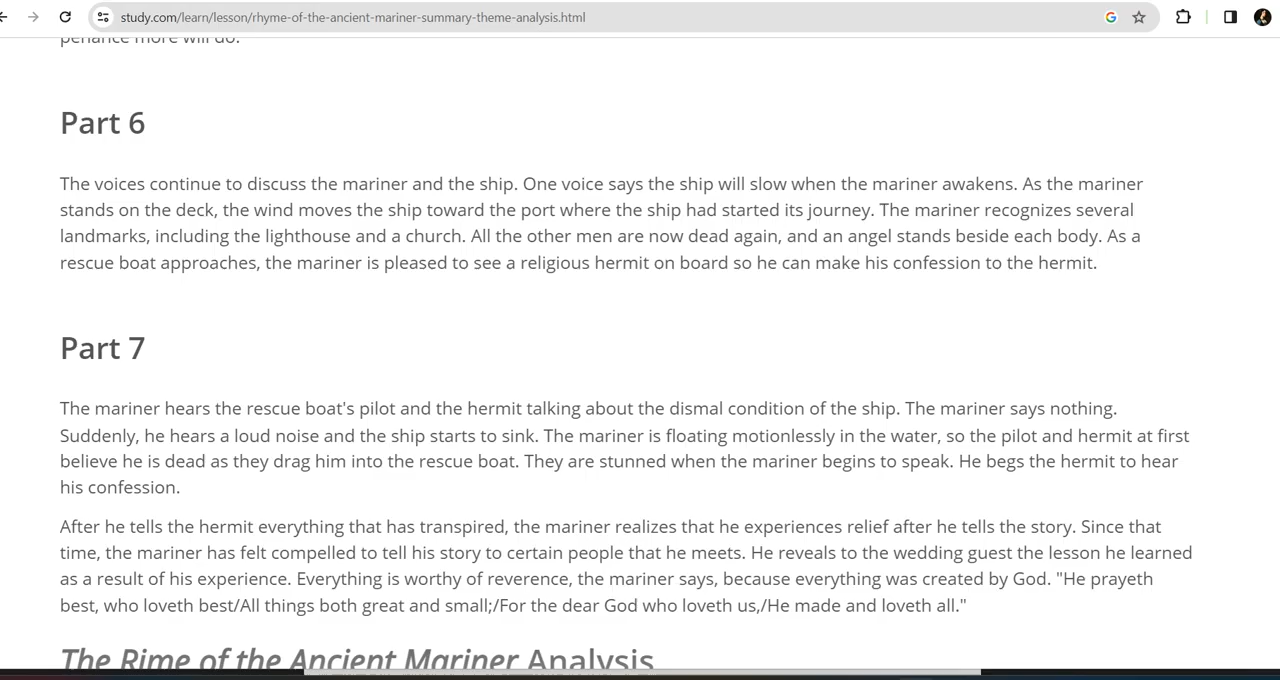 study.com/learn/lesson/rhyme-of-the-ancient-mariner-summary-theme-analysis.html
penance more will do.
Part 6
The voices continue to discuss the mariner and the ship. One voice says the ship will slow when the mariner awakens. As the mariner
stands on the deck, the wind moves the ship toward the port where the ship had started its journey. The mariner recognizes several
landmarks, including the lighthouse and a church. All the other men are now dead again, and an angel stands beside each body. As a
rescue boat approaches, the mariner is pleased to see a religious hermit on board so he can make his confession to the hermit.
Part 7
The mariner hears the rescue boat's pilot and the hermit talking about the dismal condition of the ship. The mariner says nothing.
Suddenly, he hears a loud noise and the ship starts to sink. The mariner is floating motionlessly in the water, so the pilot and hermit at first
believe he is dead as they drag him into the rescue boat. They are stunned when the mariner begins to speak. He begs the hermit to hear
his confession.
After he tells the hermit everything that has transpired, the mariner realizes that he experiences relief after he tells the story. Since that
time, the mariner has felt compelled to tell his story to certain people that he meets. He reveals to the wedding guest the lesson he learned
as a result of his experience. Everything is worthy of reverence, the mariner says, because everything was created by God. "He prayeth
best, who loveth best/All things both great and small;/For the dear God who loveth us,/He made and loveth all."
The Rime of the Ancient Mariner Analysis